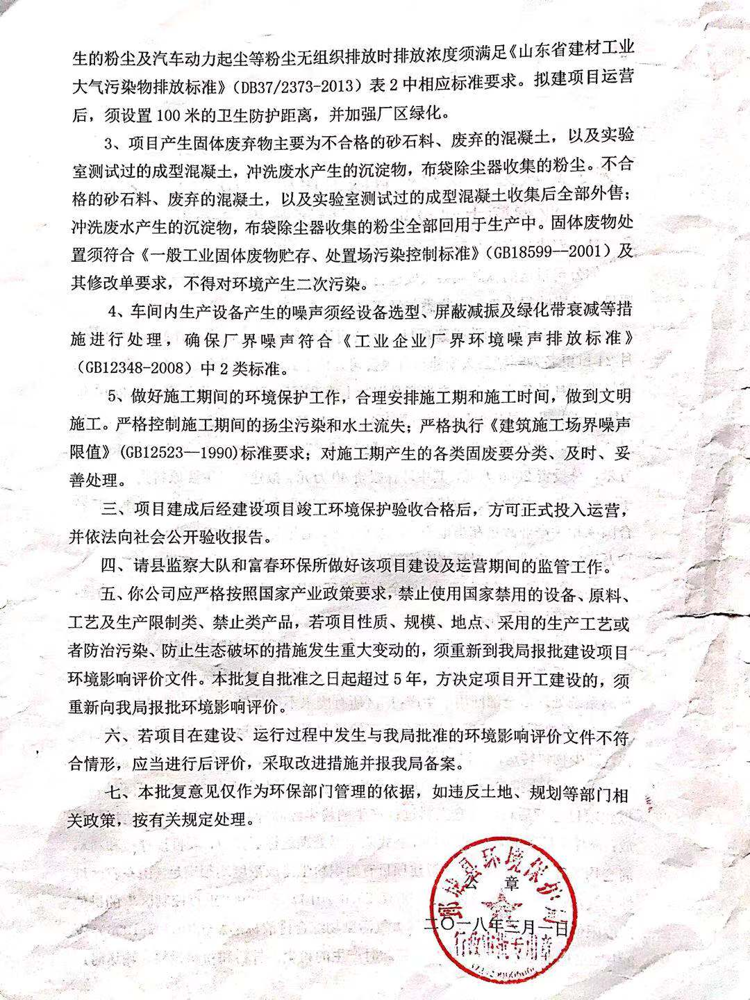 生的粉尘及汽车动力起尘等粉尘无组织排放时排放浓度须满足《山东省建材工业
大气污染物排放标准》（DB37/2373-2013）表2中相应标准要求。拟建项目运营
后，须设置100米的卫生防护距离，并加强厂区绿化。
3、项目产生固体废弃物主要为不合格的砂石料、废弃的混凝土，以及实验
室测试过的成型混凝土，冲洗废水产生的沉淀物，布袋除尘器收集的粉尘。不合
格的砂石料、废弃的混凝土，以及实验室测试过的成型混凝土收集后全部外售；
冲洗废水产生的沉淀物，布袋除尘器收集的粉尘全部回用于生产中。固体废物处
置须符合《一般工业固体废物贮存、处置场污染控制标准》（GB18599--2001）及
其修改单要求，不得对环境产生二次污染。
4、车间内生产设备产生的噪声须经设备选型、屏蔽减振及绿化带衰减等措
施进行处理，确保厂界噪声符合《工业企业厂界环境噪声排放标准》
（GB12348-2008）中2类标准。
5、做好施工期间的环境保护工作，合理安排施工期和施工时间，做到文明
施工。严格控制施工期间的扬尘污染和水土流失；严格执行《建筑施工场界噪声
限值》(GB12523--1990)标准要求；对施工期产生的各类固废要分类、及时、妥
善处理。
三、项目建成后经建设项目竣工环境保护验收合格后，方可正式投入运营，
并依法向社会公开验收报告。
四、请县监察大队和富春环保所做好该项目建设及运营期间的监管工作。
五、你公司应严格按照国家产业政策要求，禁止使用国家禁用的设备、原料、
工艺及生产限制类、禁止类产品，若项目性质、规模、地点、采用的生产工艺或
者防治污染、防止生态破坏的措施发生重大变动的，须重新到我局报批建设项目
环境影响评价文件。本批复自批准之日起超过5年，方决定项目开工建设的，须
重新向我局报批环境影响评价。
六、若项目在建设、运行过程中发生与我局批准的环境影响评价文件不符
合情形，应当进行后评价，采取改进措施并报我局备案。
七、本批复意见仅作为环保部门管理的依据，如违反土地、规划等部门相
关政策，按有关规定处理。
县环境保护
公章
二〇一八年三月一日
行政审批专用章